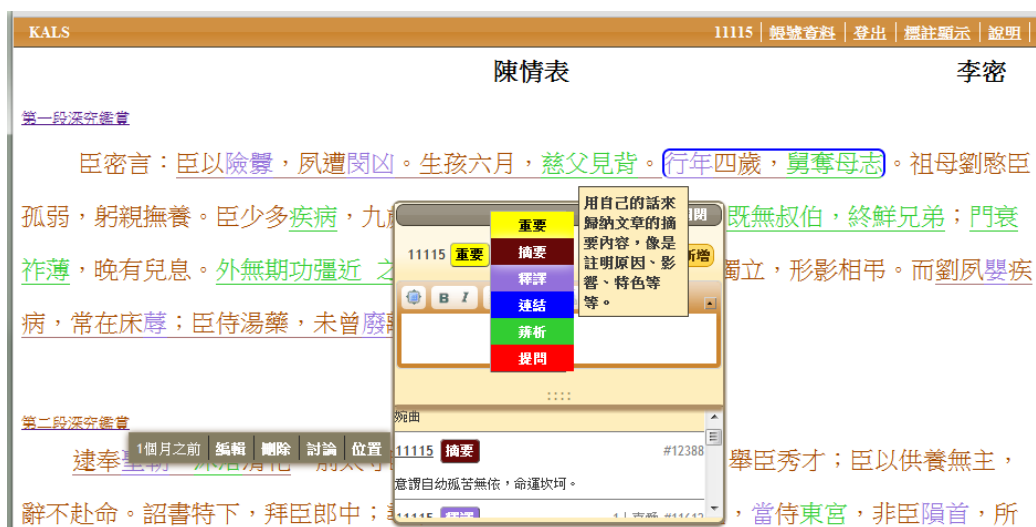 KALS 11115 | 帳號資料 | 登出 | 標註顯示 | 說明 |
陳情表 李密
第一段深究鑑賞
臣密言：臣以險釁，夙遭閔凶。生孩六月，慈父見背。行年四歲，舅奪母志。祖母劉愍臣
孤弱，躬親撫養。臣少多疾病，九
既無叔伯，終鮮兄弟；門衰
祚薄，晚有兒息。外無期功彊近 之
獨立，形影相弔。而劉夙嬰疾
病，常在床蓐；臣侍湯藥，未曾廢
11115 重要
新增
B I
重要
摘要
釋譯
連結
辨析
提問
用自己的話來
歸納文章的摘
要內容，像是
註明原因、影
響、特色等
等。
婉曲
11115 摘要 #12388
意謂自幼孤苦無依，命運坎坷。
1個月之前 | 編輯 | 刪除 | 討論 | 位置
第二段深究鑑賞
逮奉
舉臣秀才；臣以供養無主，
辭不赴命。詔書特下，拜臣郎中；
，當侍東宮，非臣隕首，所